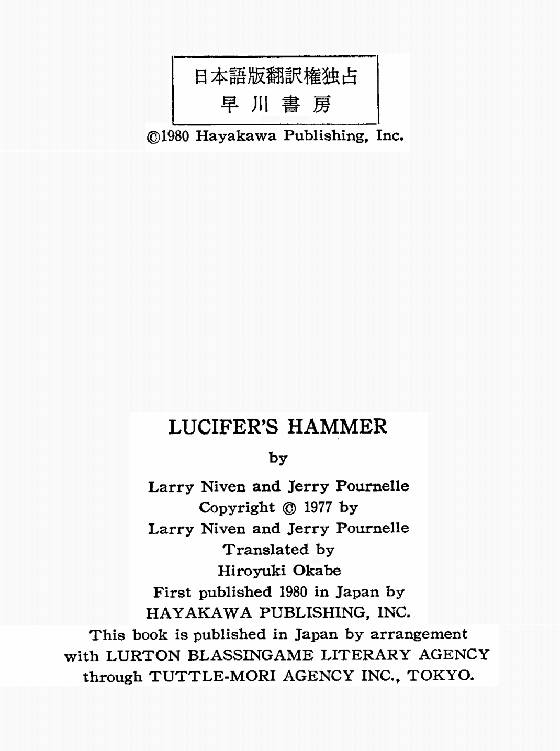 日本語版翻訳権独占
早川書房
©1980 Hayakawa Publishing, Inc.
LUCIFER'S HAMMER
by
Larry Niven and Jerry Pournelle
Copyright © 1977 by
Larry Niven and Jerry Pournelle
Translated by
Hiroyuki Okabe
First published 1980 in Japan by
HAYAKAWA PUBLISHING, INC.
This book is published in Japan by arrangement
with LURTON BLASSINGAME LITERARY AGENCY
through TUTTLE-MORI AGENCY INC., TOKYO.